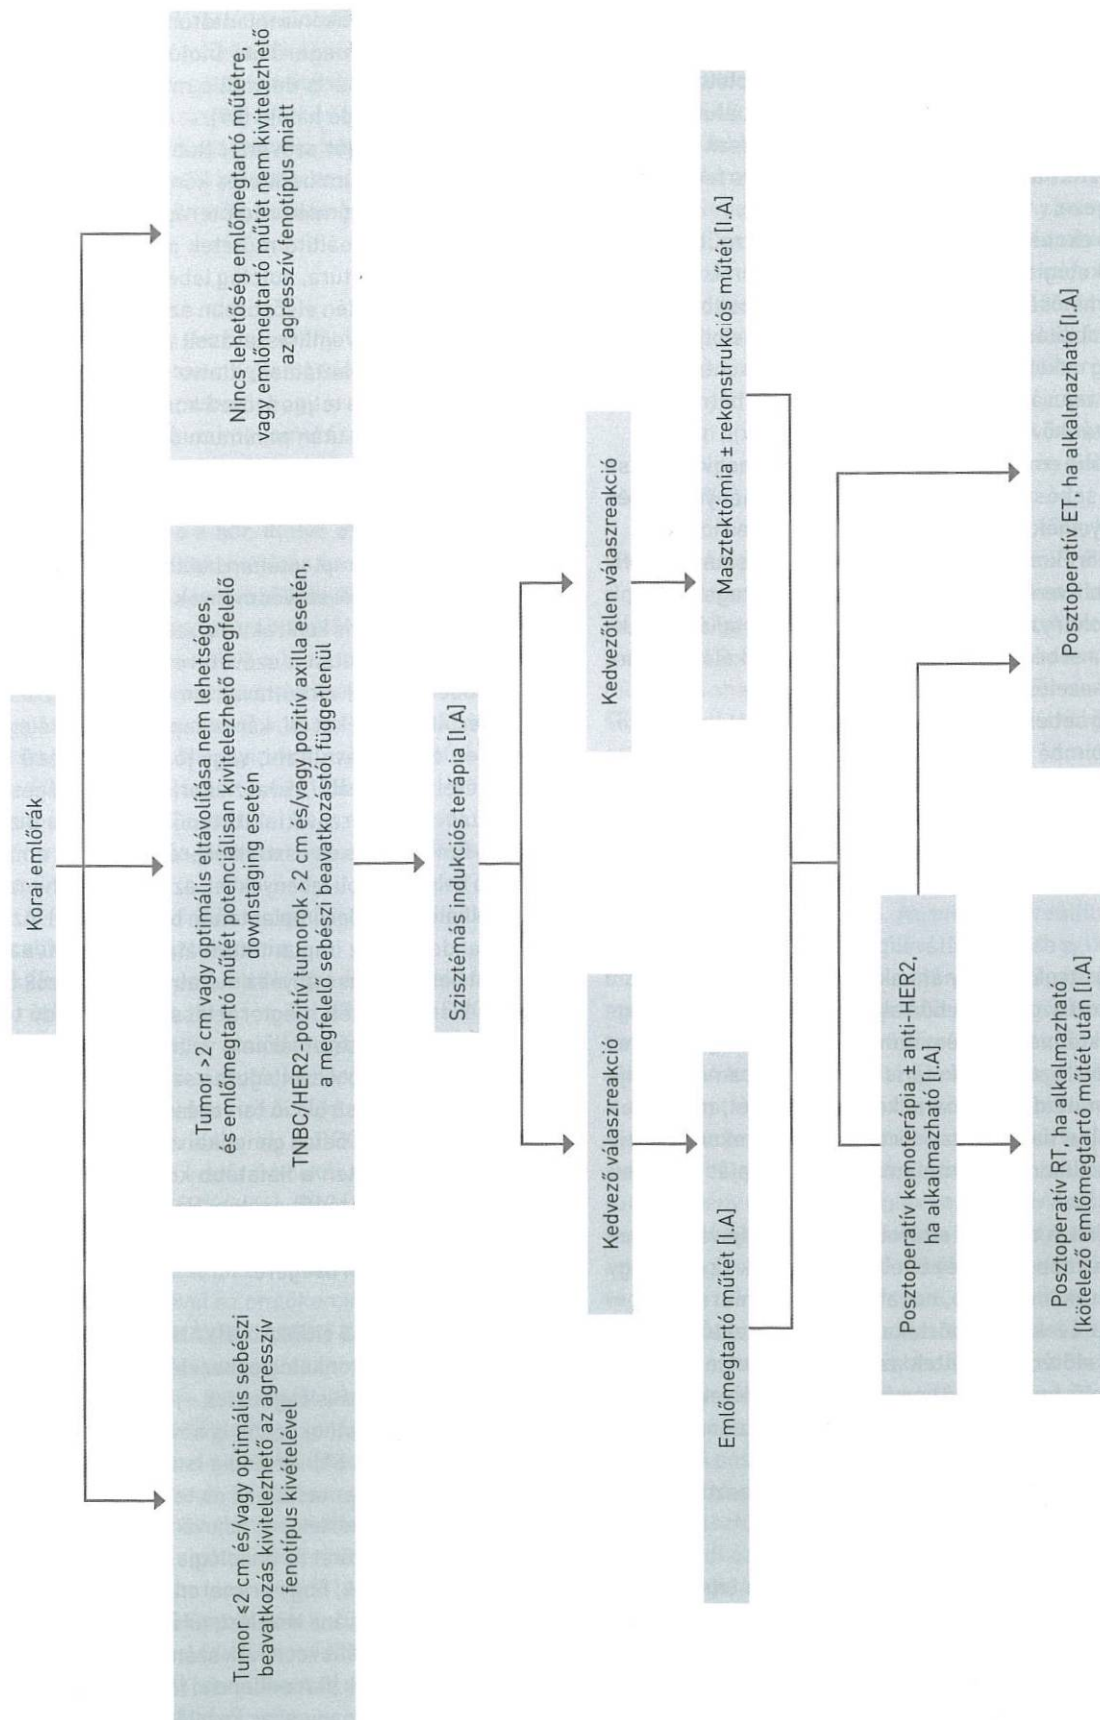 Korai emlőrák
Tumor ≤2 cm és/vagy optimális sebészi
beavatkozás kivitelezhető az agresszív
fenotípus kivételével
Tumor >2 cm vagy optimális eltávolítása nem lehetséges,
és emlőmegtartó műtét potenciálisan kivitelezhető megfelelő
downstaging esetén
TNBC/HER2-pozitív tumorok >2 cm és/vagy pozitív axilla esetén,
a megfelelő sebészi beavatkozástól függetlenül
Nincs lehetőség emlőmegtartó műtétre,
vagy emlőmegtartó műtét nem kivitelezhető
az agresszív fenotípus miatt
Szisztémás indukciós terápia [I.A]
Kedvező válaszreakció
Kedvezőtlen válaszreakció
Emlőmegtartó műtét [I.A]
Masztektómia ± rekonstrukciós műtét [I.A]
Posztoperatív kemoterápia ± anti-HER2,
ha alkalmazható [I.A]
Posztoperatív RT, ha alkalmazható
[kötelező emlőmegtartó műtét után [I.A]
Posztoperatív ET, ha alkalmazható [I.A]